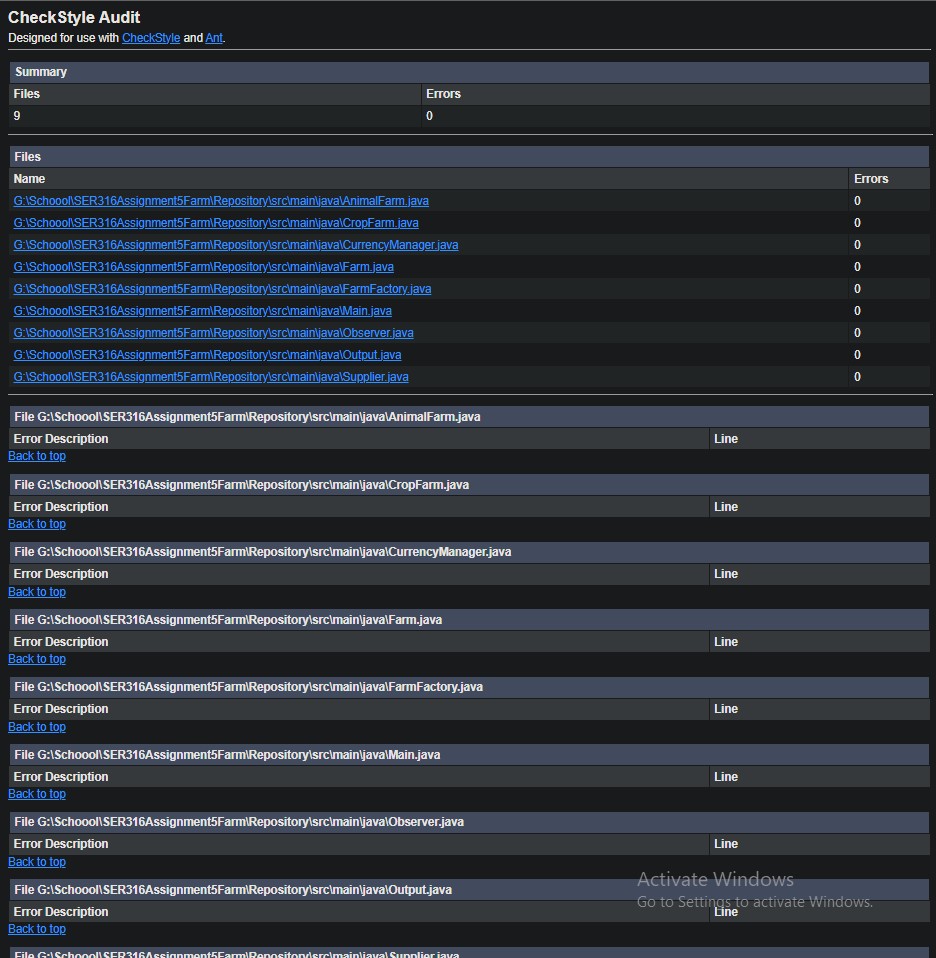 CheckStyle Audit
Designed for use with CheckStyle and Ant.
Summary
Files Errors
9 0
Files
Name Errors
G:\Schoool\SER316Assignment5Farm\Repository\src\main\java\AnimalFarm.java 0
G:\Schoool\SER316Assignment5Farm\Repository\src\main\java\CropFarm.java 0
G:\Schoool\SER316Assignment5Farm\Repository\src\main\java\CurrencyManager.java 0
G:\Schoool\SER316Assignment5Farm\Repository\src\main\java\Farm.java 0
G:\Schoool\SER316Assignment5Farm\Repository\src\main\java\FarmFactory.java 0
G:\Schoool\SER316Assignment5Farm\Repository\src\main\java\Main.java 0
G:\Schoool\SER316Assignment5Farm\Repository\src\main\java\Observer.java 0
G:\Schoool\SER316Assignment5Farm\Repository\src\main\java\Output.java 0
G:\Schoool\SER316Assignment5Farm\Repository\src\main\java\Supplier.java 0
File G:\Schoool\SER316Assignment5Farm\Repository\src\main\java\AnimalFarm.java
Error Description Line
Back to top
File G:\Schoool\SER316Assignment5Farm\Repository\src\main\java\CropFarm.java
Error Description Line
Back to top
File G:\Schoool\SER316Assignment5Farm\Repository\src\main\java\CurrencyManager.java
Error Description Line
Back to top
File G:\Schoool\SER316Assignment5Farm\Repository\src\main\java\Farm.java
Error Description Line
Back to top
File G:\Schoool\SER316Assignment5Farm\Repository\src\main\java\FarmFactory.java
Error Description Line
Back to top
File G:\Schoool\SER316Assignment5Farm\Repository\src\main\java\Main.java
Error Description Line
Back to top
File G:\Schoool\SER316Assignment5Farm\Repository\src\main\java\Observer.java
Error Description Line
Back to top
Activate Windows
File G:\Schoool\SER316Assignment5Farm\Repository\src\main\java\Output.java
Go to Settings to activate Windows.
Error Description Line
Back to top
File G:\Schoool\SER316Assignment5Farm\Repository\src\main\java\Supplier.java